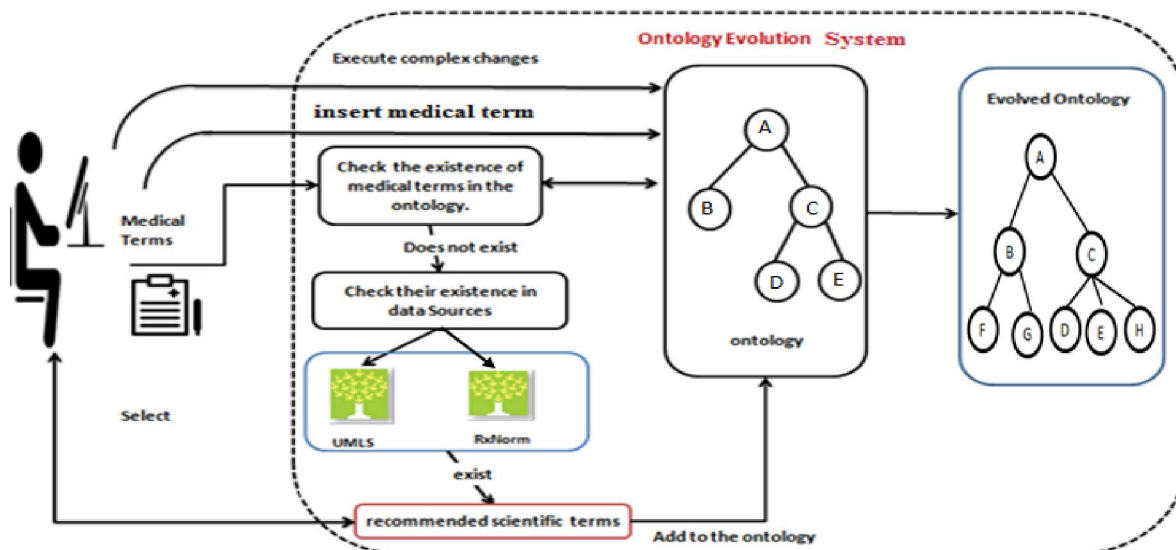 Ontology Evolution System
Execute complex changes
insert medical term
Check the existence of
medical terms in the
ontology.
Medical
Terms
Does not exist
Check their existence in
data Sources
UMLS
RxNorm
Select
exist
recommended scientific terms
Add to the ontology
A
B
C
D
E
ontology
Evolved Ontology
A
B
C
F
G
D
E
H